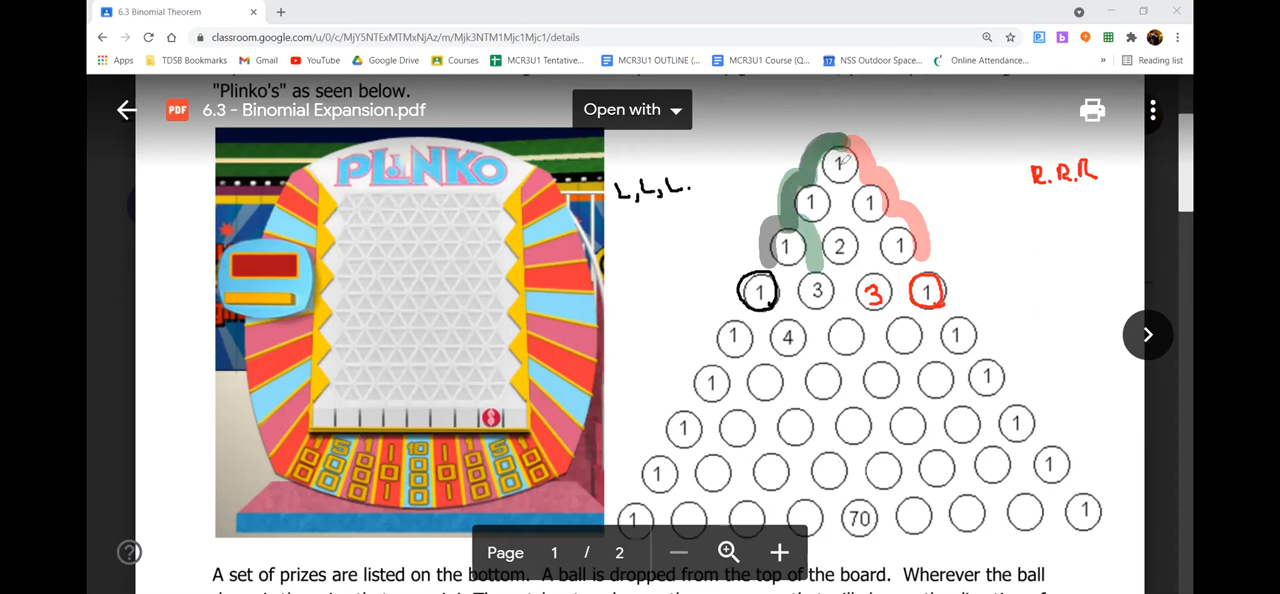 6.3 Binomial Theorem
classroom.google.com/u/0/c/MjY5NTExMTMxNjAz/m/Mjk3NTM1Mjc1Mjc1/details
Apps TDSB Bookmarks Gmail YouTube Google Drive Courses MCR3U1 Tentative... MCR3U1 OUTLINE (... MCR3U1 Course (Q... NSS Outdoor Space... Online Attendance... » Reading list
"Plinko's" as seen below.
PDF 6.3 - Binomial Expansion.pdf
Open with
PLINKO
L, L, L.
R.R.R
1
1 1
1 2 1
1 3 3 1
1 4 1
1 1
1 1
1 1
1 70 1
Page 1 / 2
A set of prizes are listed on the bottom. A ball is dropped from the top of the board. Wherever the ball